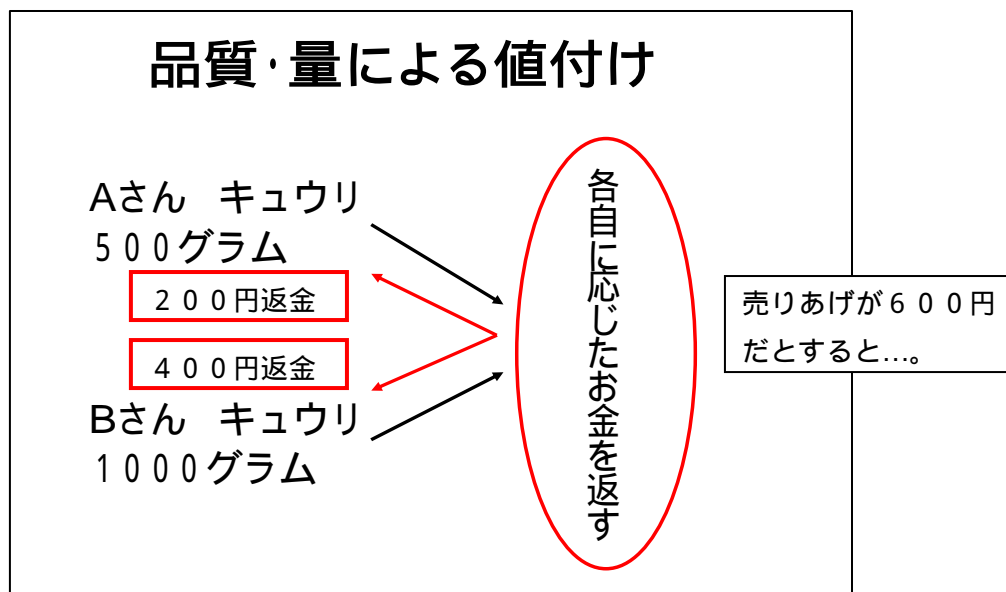 品質・量による値付け
Aさん　キュウリ
５００グラム
２００円返金
４００円返金
Bさん　キュウリ
１０００グラム
各自に応じたお金を返す
売りあげが６００円
だとすると…。